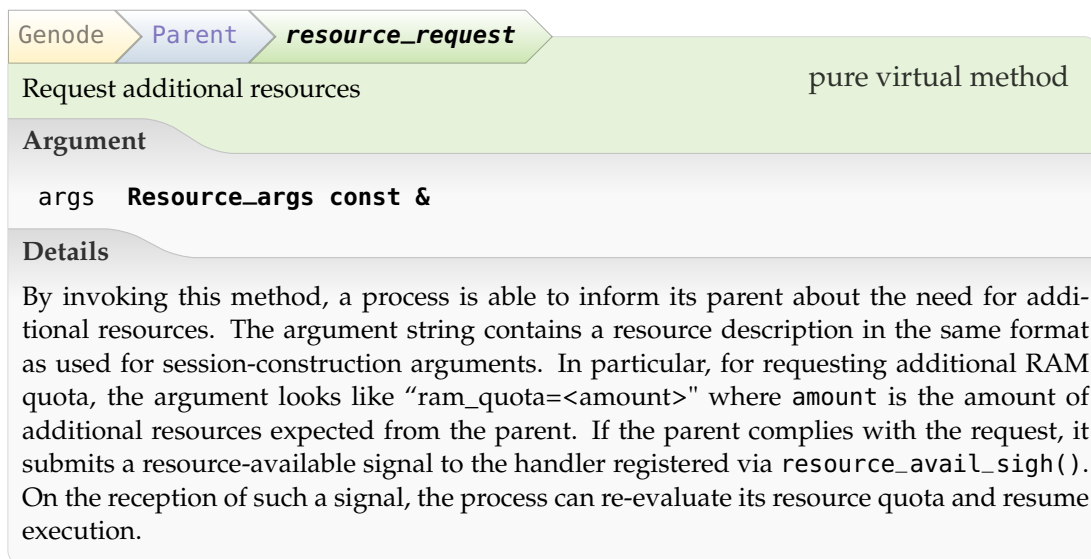 Genode Parent resource_request
Request additional resources pure virtual method
Argument
args Resource_args const &
Details
By invoking this method, a process is able to inform its parent about the need for addi-
tional resources. The argument string contains a resource description in the same format
as used for session-construction arguments. In particular, for requesting additional RAM
quota, the argument looks like “ram_quota=<amount>" where amount is the amount of
additional resources expected from the parent. If the parent complies with the request, it
submits a resource-available signal to the handler registered via resource_avail_sigh().
On the reception of such a signal, the process can re-evaluate its resource quota and resume
execution.